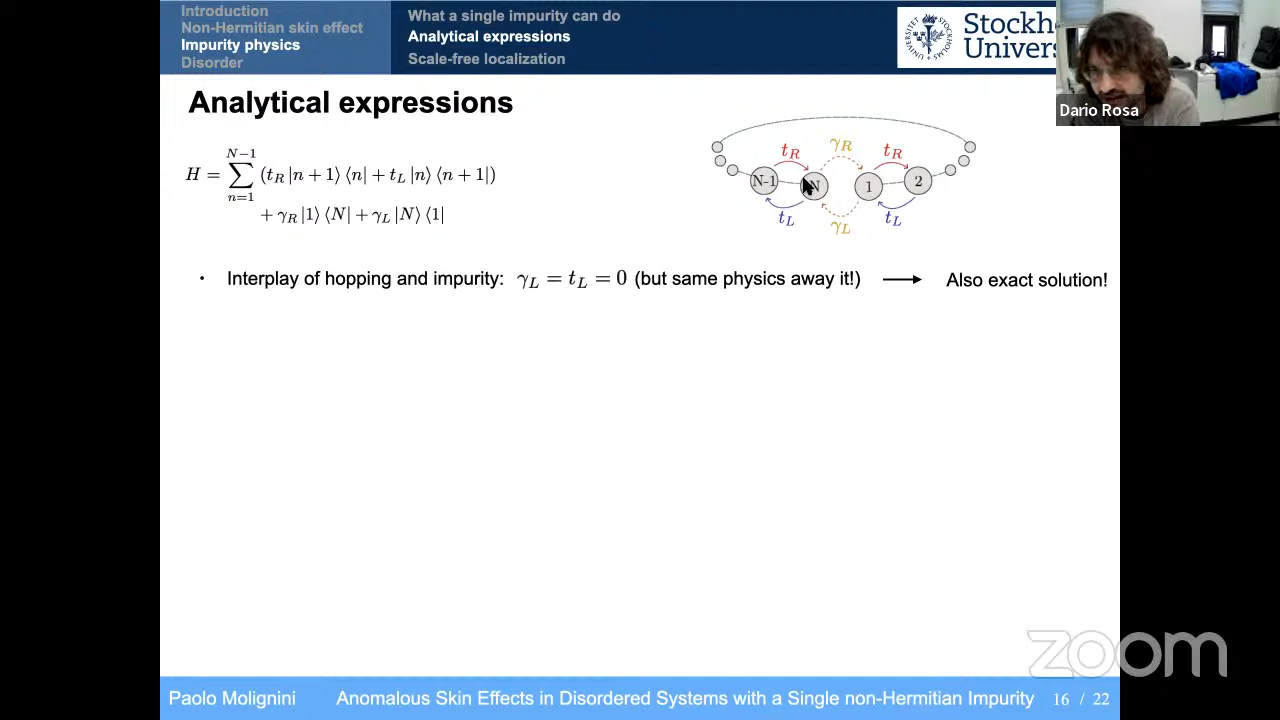 Introduction
Non-Hermitian skin effect
Impurity physics
Disorder
What a single impurity can do
Analytical expressions
Scale-free localization
Stockh
Univers
Dario Rosa
Analytical expressions
N−1
H = ∑ (t_R |n + 1⟩ ⟨n| + t_L |n⟩ ⟨n + 1|)
n=1
+ γ_R |1⟩ ⟨N| + γ_L |N⟩ ⟨1|
t_R γ_R t_R
N-1 N 1 2
t_L γ_L t_L
· Interplay of hopping and impurity: γ_L = t_L = 0 (but same physics away it!) ⟶ Also exact solution!
zoom
Paolo Molignini Anomalous Skin Effects in Disordered Systems with a Single non-Hermitian Impurity 16 / 22